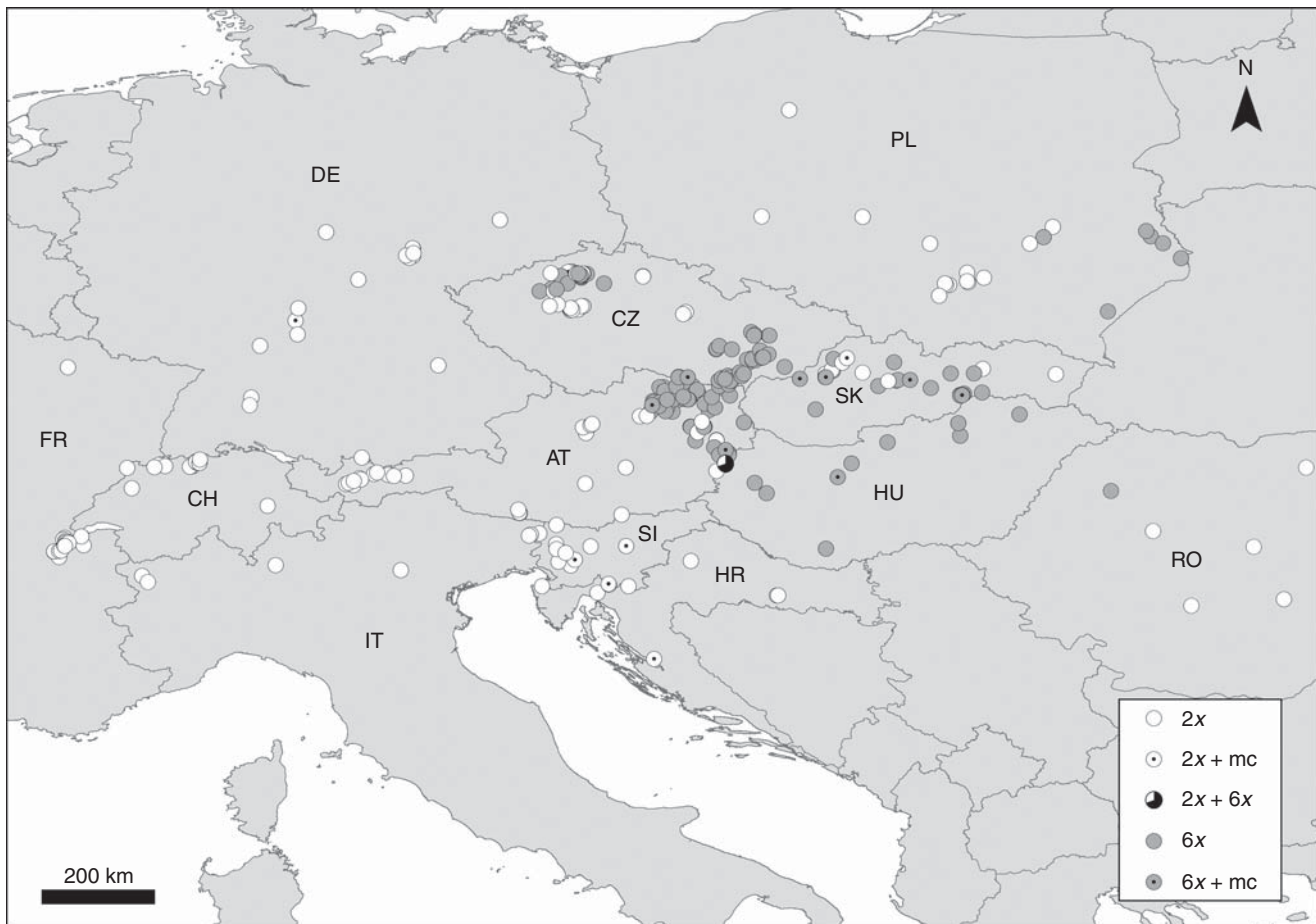 N
PL
DE
CZ
SK
FR
AT
CH
HU
SI
HR
RO
IT
2x
2x + mc
2x + 6x
6x
6x + mc
200 km